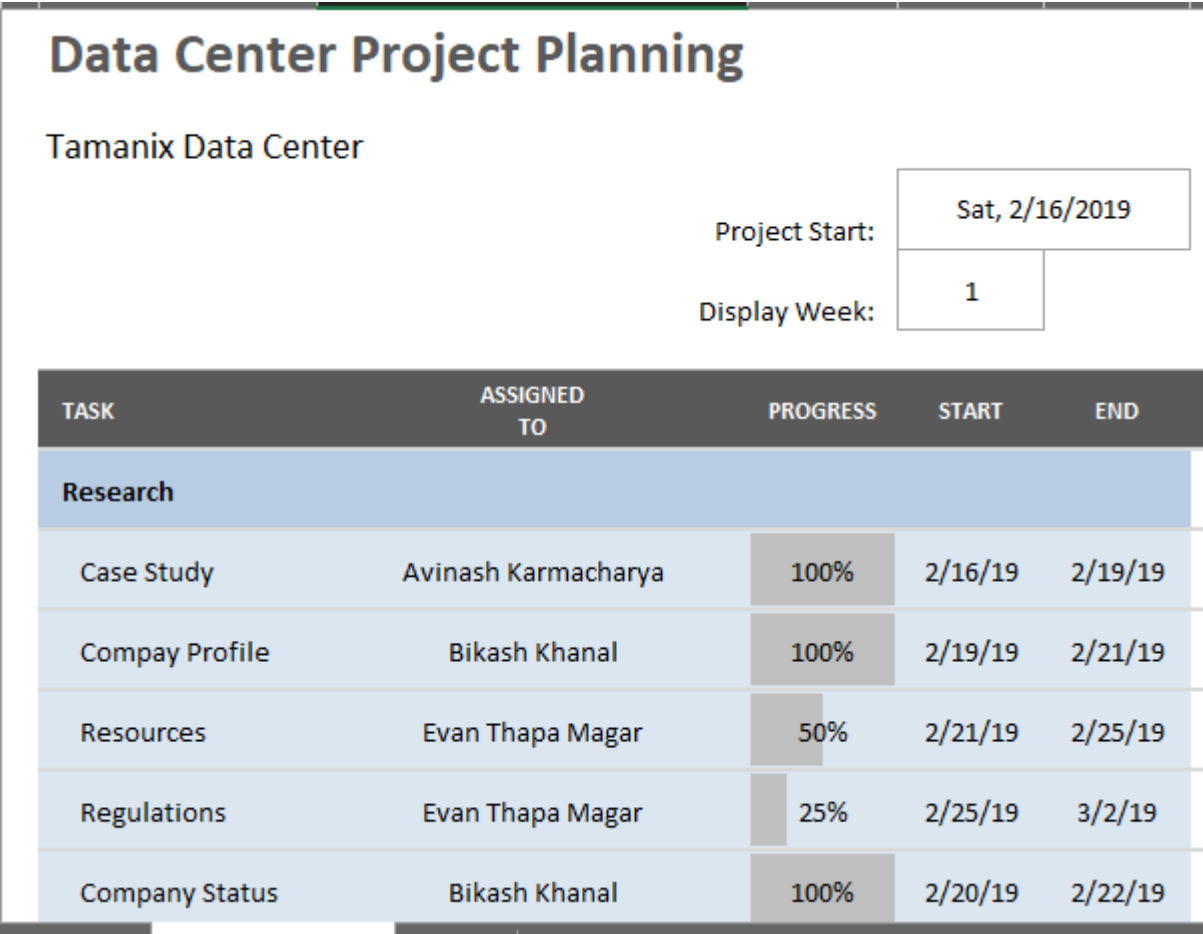 Data Center Project Planning
Tamanix Data Center
Project Start: Sat, 2/16/2019
Display Week: 1
TASK ASSIGNED TO PROGRESS START END
Research
Case Study Avinash Karmacharya 100% 2/16/19 2/19/19
Compay Profile Bikash Khanal 100% 2/19/19 2/21/19
Resources Evan Thapa Magar 50% 2/21/19 2/25/19
Regulations Evan Thapa Magar 25% 2/25/19 3/2/19
Company Status Bikash Khanal 100% 2/20/19 2/22/19